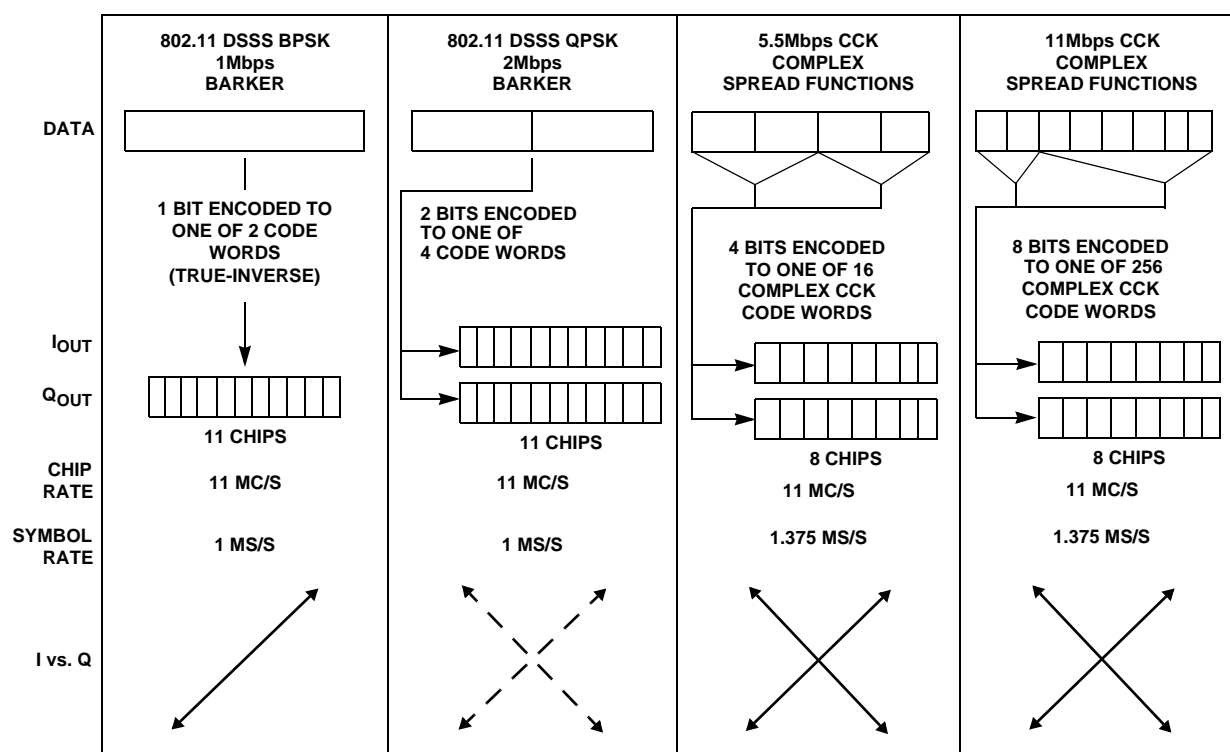 802.11 DSSS BPSK
1Mbps
BARKER
802.11 DSSS QPSK
2Mbps
BARKER
5.5Mbps CCK
COMPLEX
SPREAD FUNCTIONS
11Mbps CCK
COMPLEX
SPREAD FUNCTIONS
DATA
1 BIT ENCODED TO
ONE OF 2 CODE
WORDS
(TRUE-INVERSE)
2 BITS ENCODED
TO ONE OF
4 CODE WORDS
4 BITS ENCODED
TO ONE OF 16
COMPLEX CCK
CODE WORDS
8 BITS ENCODED
TO ONE OF 256
COMPLEX CCK
CODE WORDS
IOUT
QOUT
11 CHIPS
11 CHIPS
8 CHIPS
8 CHIPS
CHIP
RATE
11 MC/S
11 MC/S
11 MC/S
11 MC/S
SYMBOL
RATE
1 MS/S
1 MS/S
1.375 MS/S
1.375 MS/S
I vs. Q